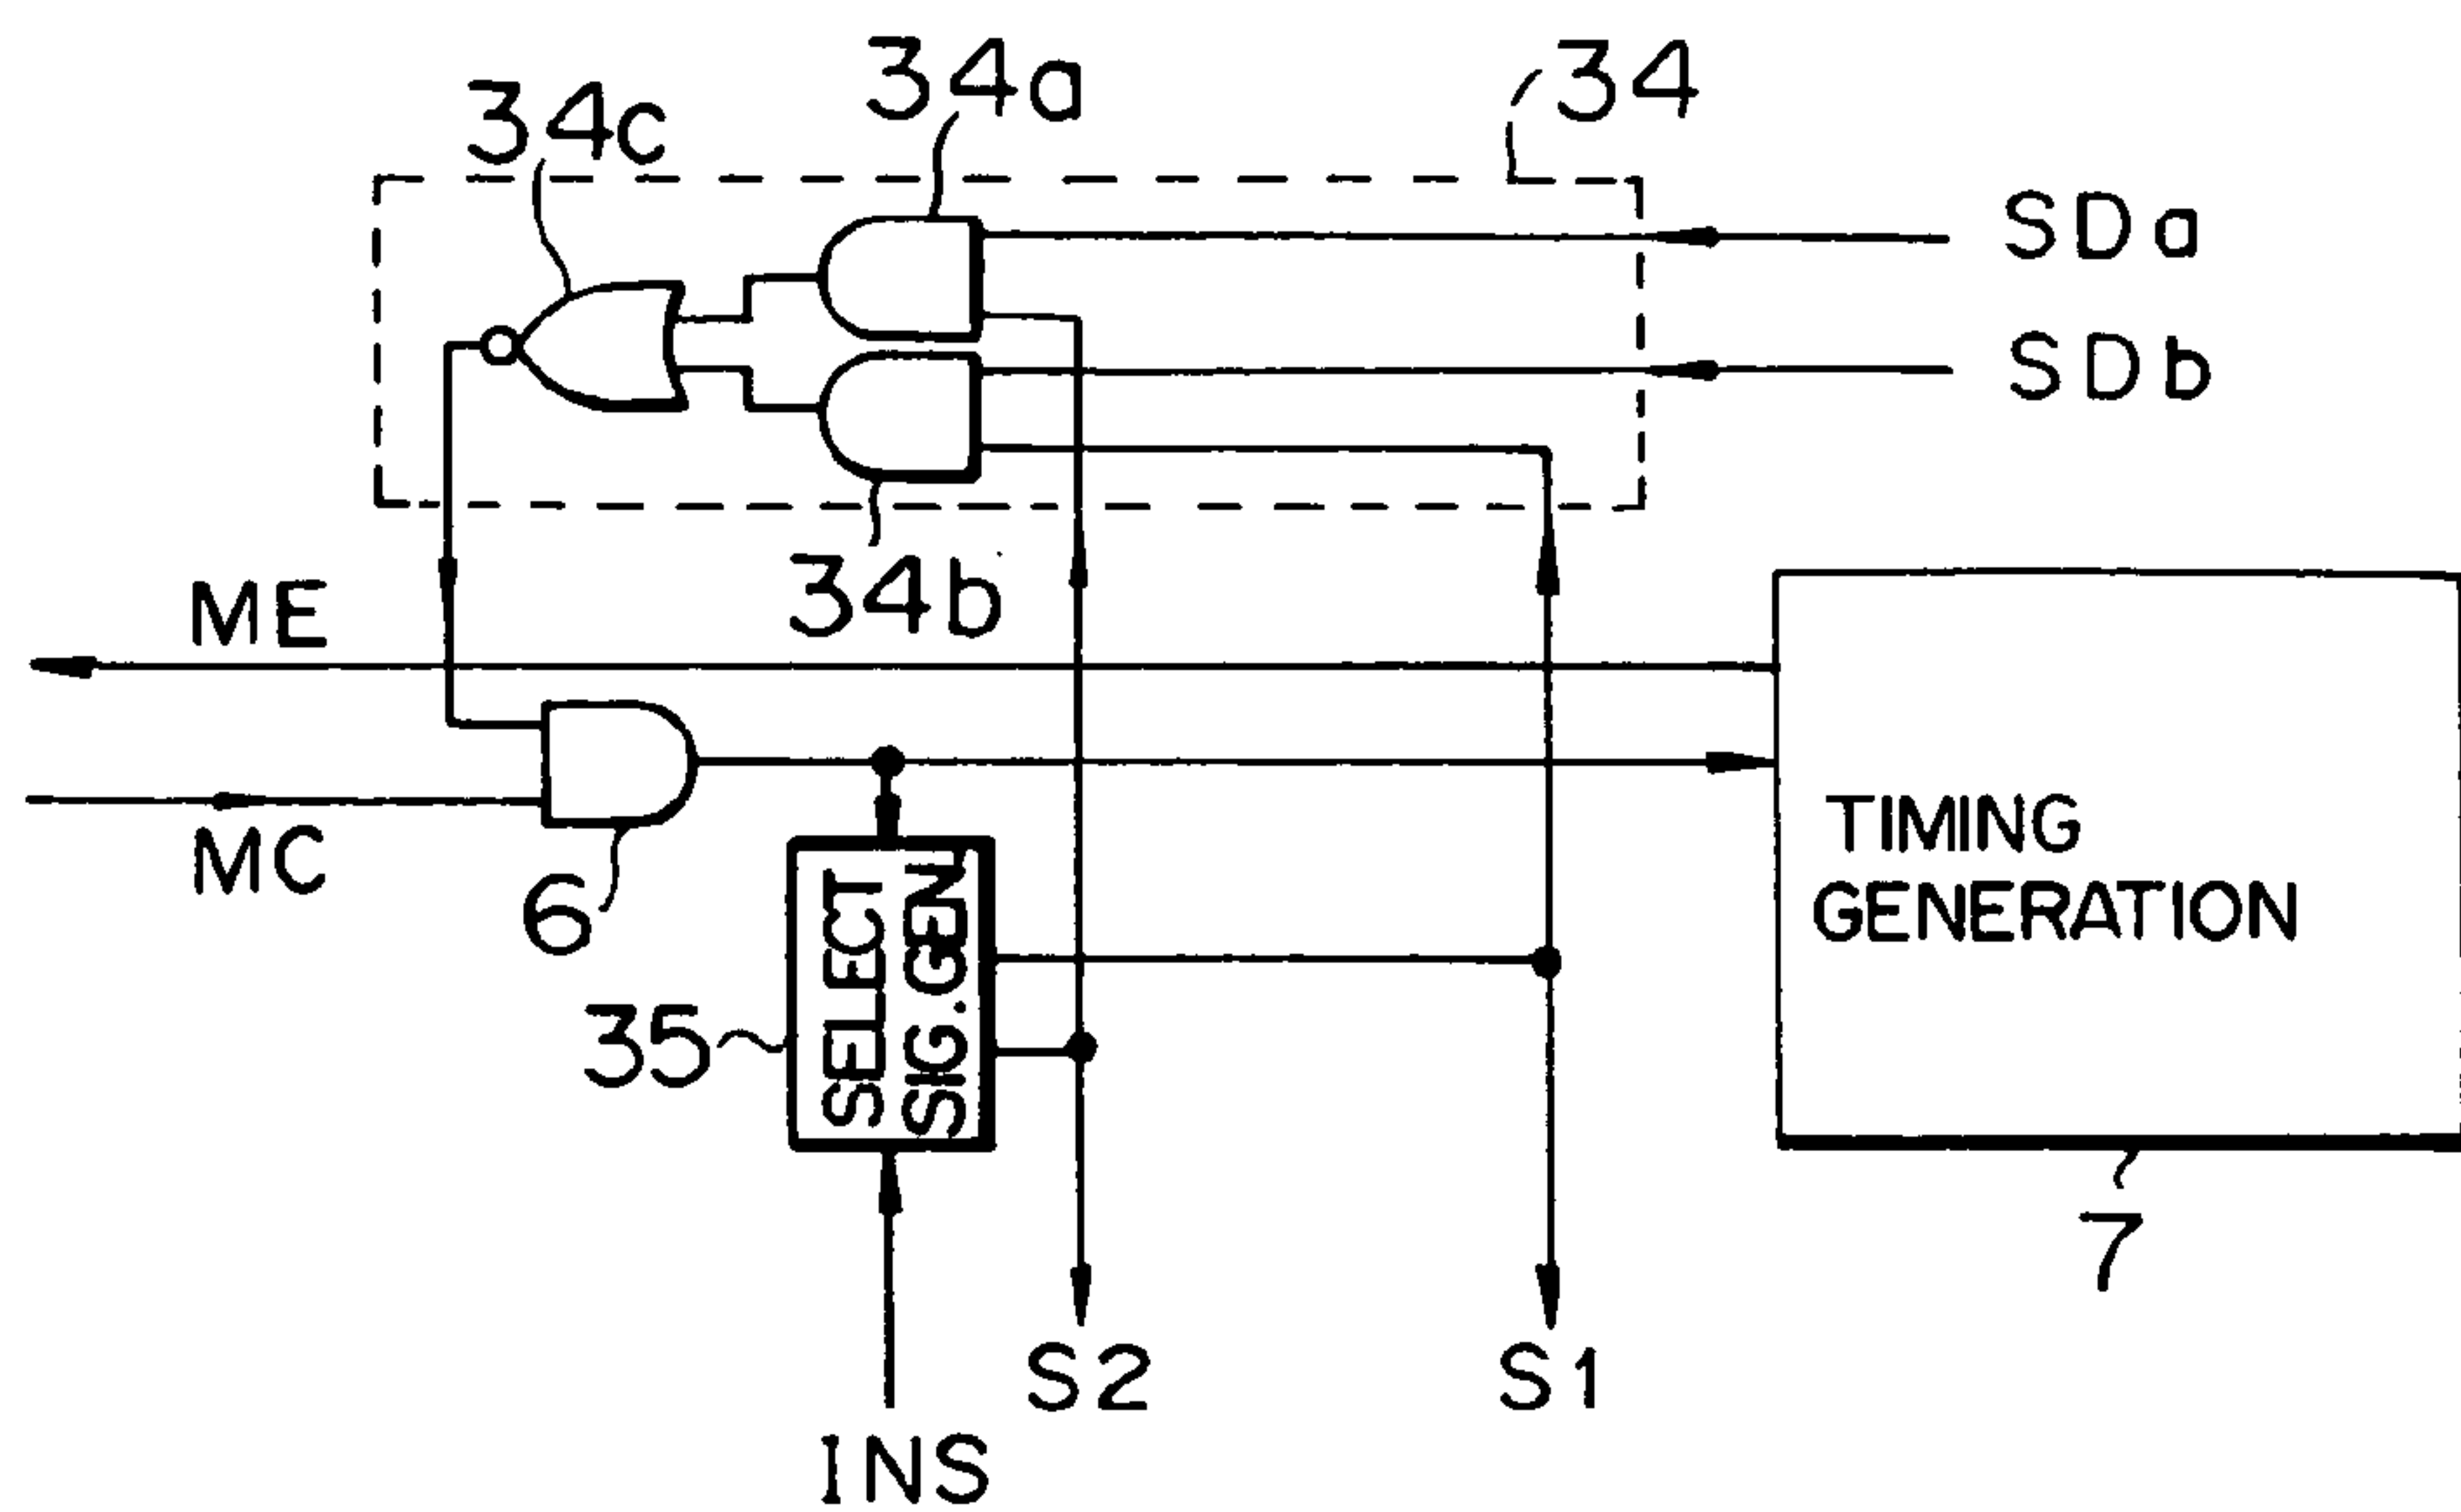 34a
34
34c
SDa
SDb
34b
ME
MC
6
TIMING
GENERATION
SELECT
SIG.GEN
35
7
S2
S1
INS